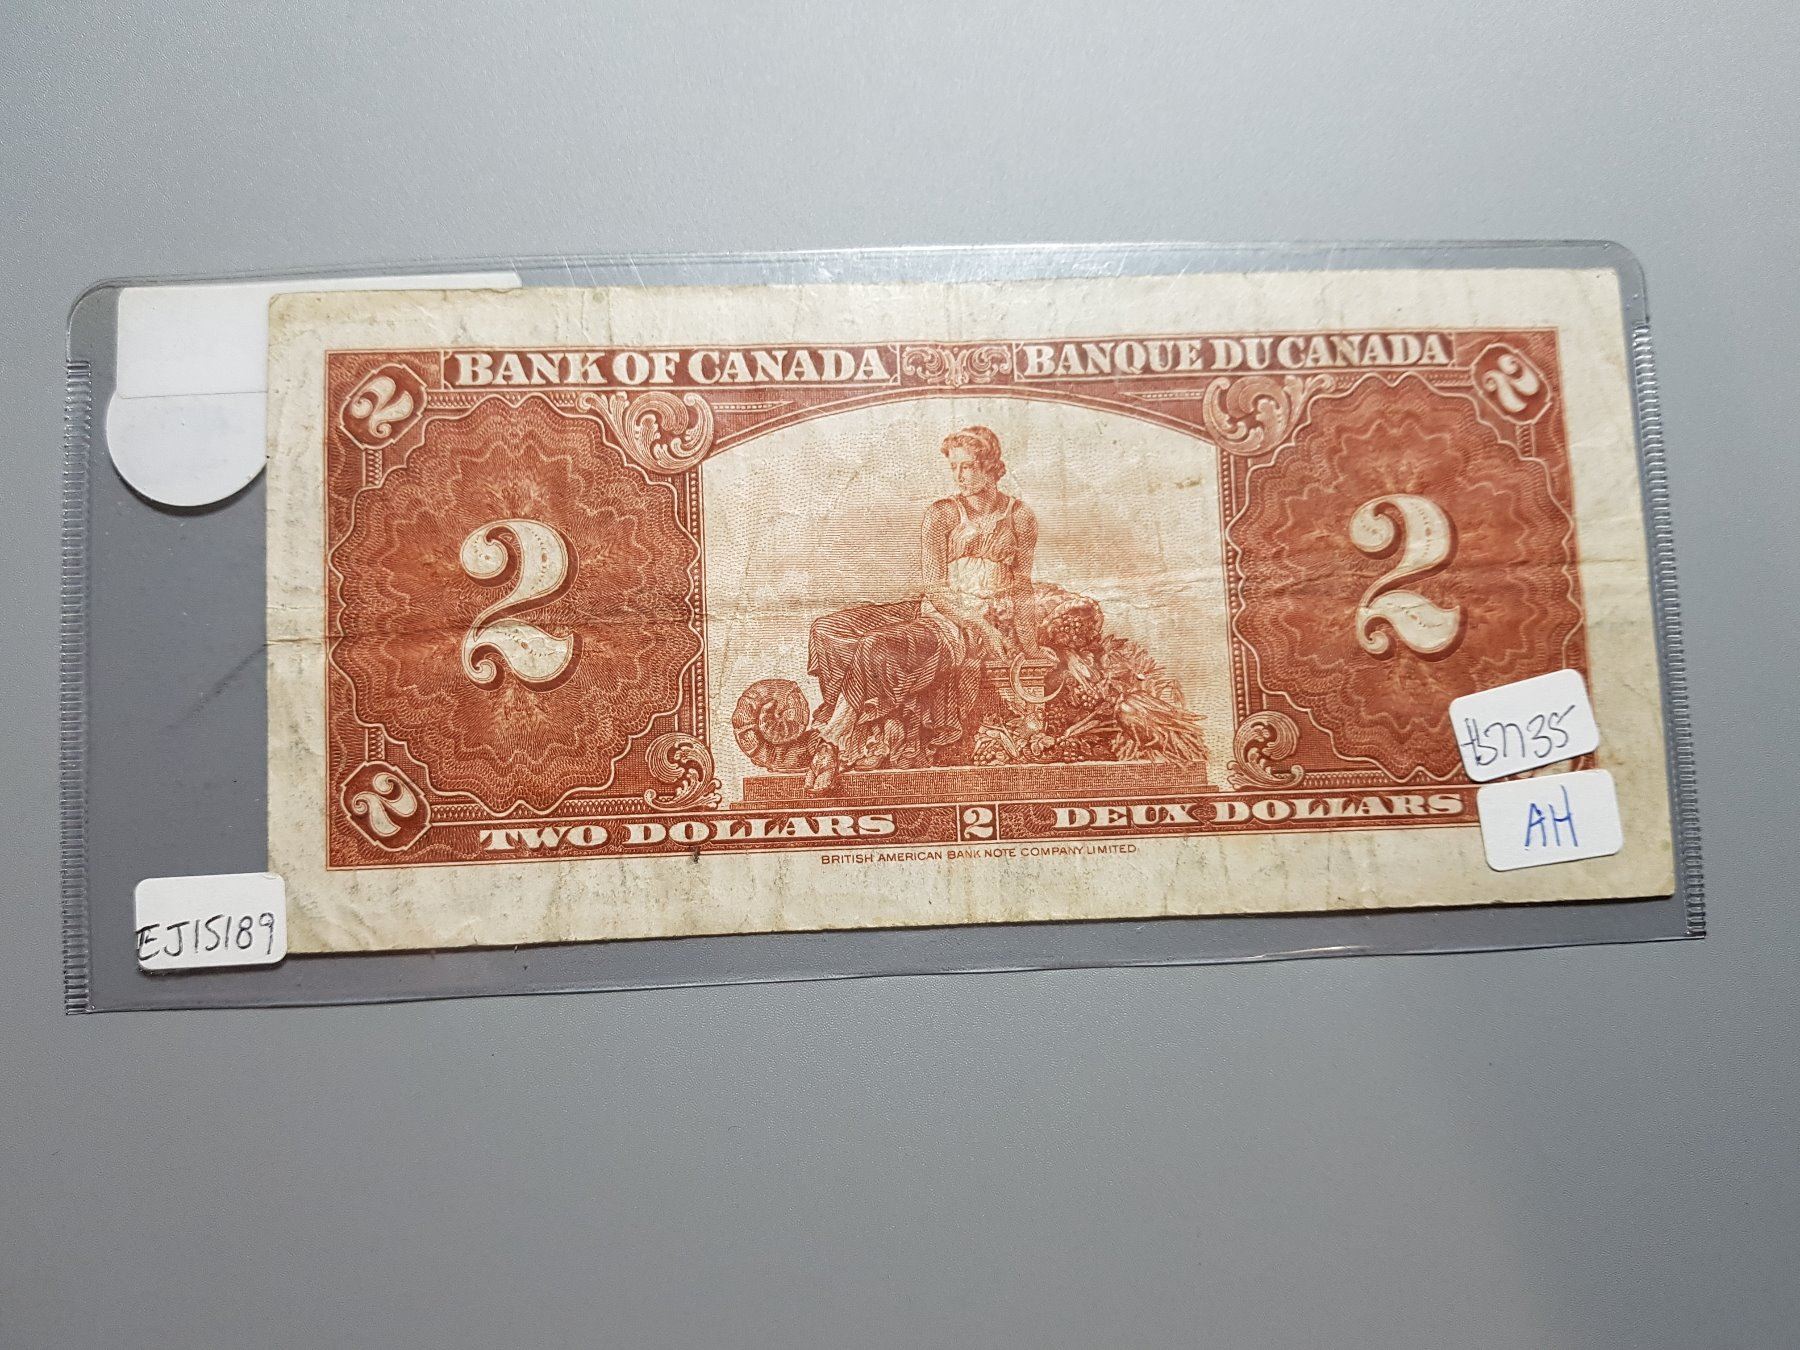 2 BANK OF CANADA BANQUE DU CANADA 2
2 2
2 TWO DOLLARS 2 DEUX DOLLARS
BRITISH AMERICAN BANK NOTE COMPANY LIMITED
AH
EJ15189